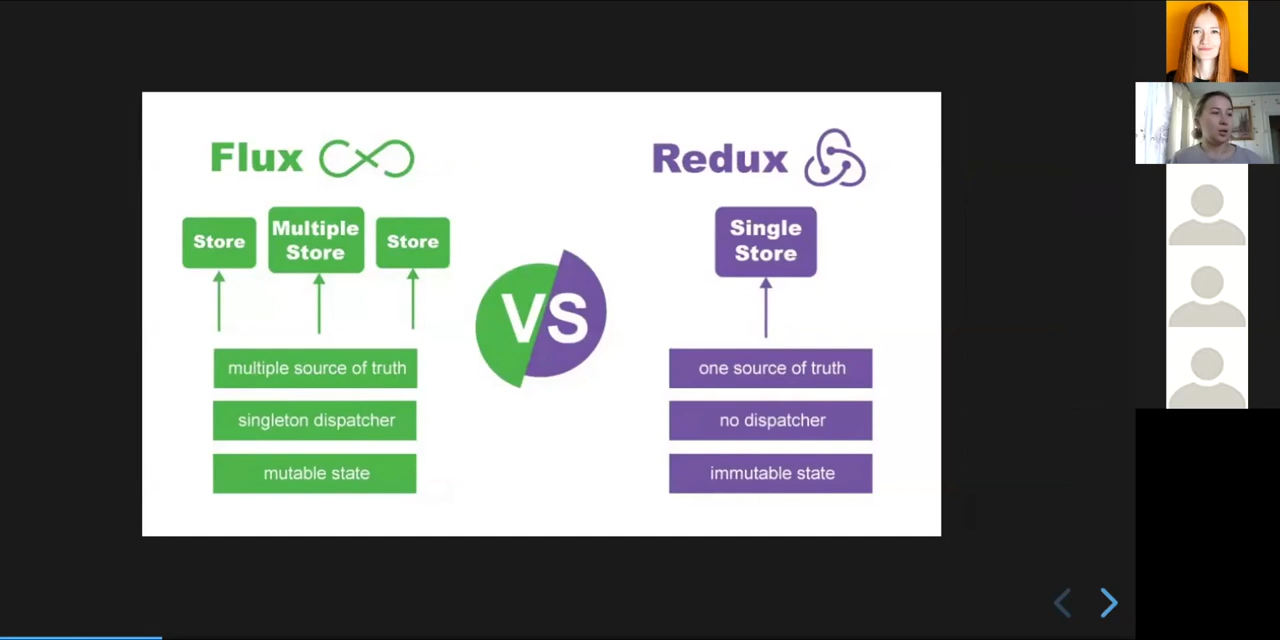 Flux
Store
Multiple
Store
Store
multiple source of truth
singleton dispatcher
mutable state
VS
Redux
Single
Store
one source of truth
no dispatcher
immutable state